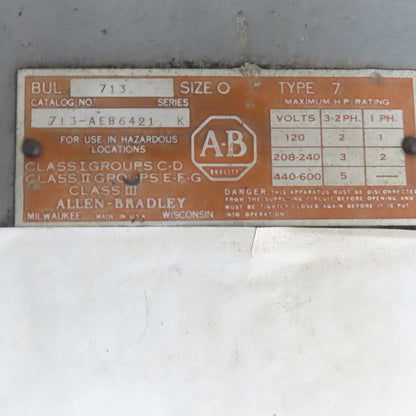 BUL. 713 SIZE O TYPE 7
CATALOG NO. SERIES MAXIMUM H.P. RATING
713-AEB6421 K
VOLTS 3-2 PH. 1 PH.
120 2 1
208-240 3 2
440-600 5 —
FOR USE IN HAZARDOUS
LOCATIONS
CLASS I GROUPS C-D
CLASS II GROUPS E-F-G
CLASS III
ALLEN-BRADLEY
MILWAUKEE MADE IN U.S.A. WISCONSIN
A-B
QUALITY
DANGER: THIS APPARATUS MUST BE DISCONNECTED
FROM THE SUPPLYING CIRCUIT BEFORE OPENING, AND
MUST BE TIGHTLY CLOSED AGAIN BEFORE IT IS PUT
INTO OPERATION